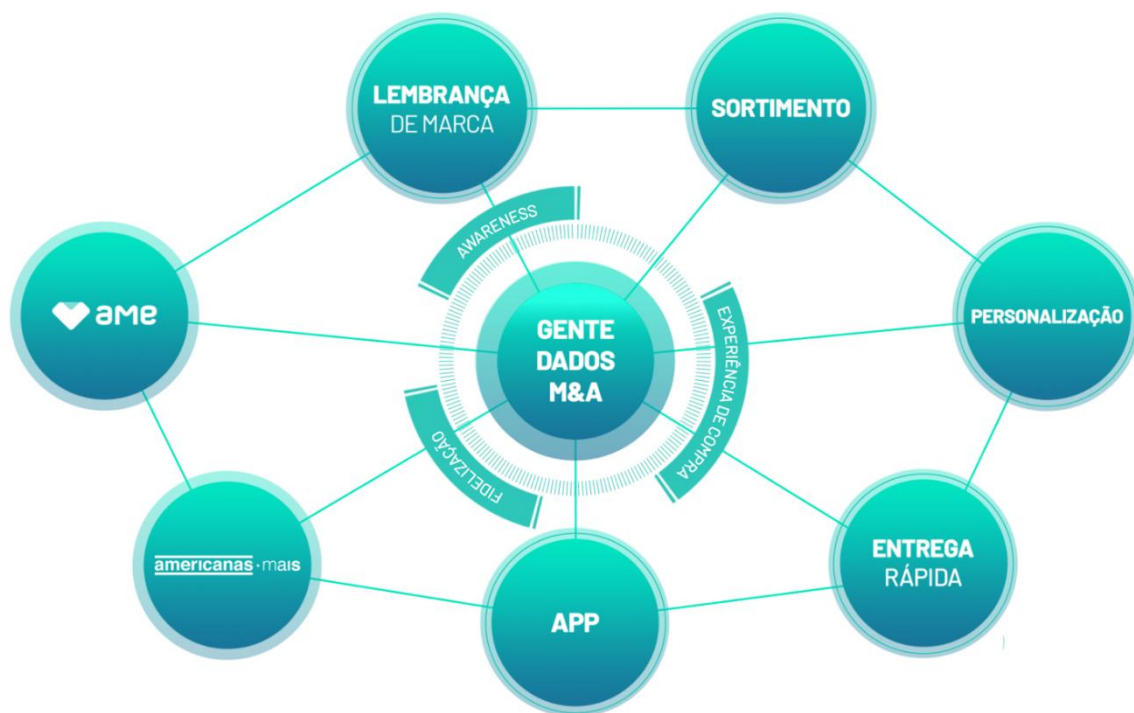 LEMBRANÇA
DE MARCA
SORTIMENTO
AWARENESS
ame
GENTE
DADOS
M&A
EXPERIÊNCIA DE COMPRA
PERSONALIZAÇÃO
FIDELIZAÇÃO
americanas·mais
APP
ENTREGA
RÁPIDA